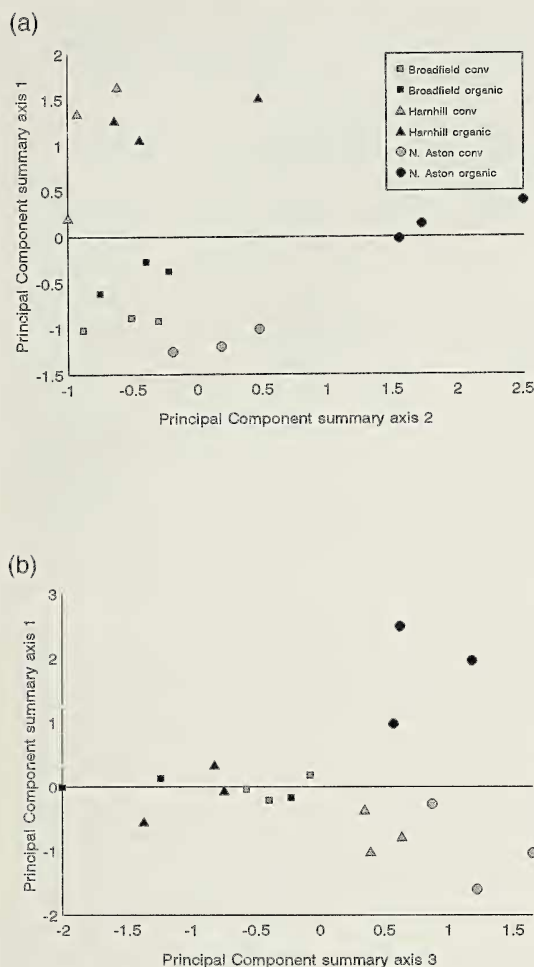 (a)
Principal Component summary axis 1
2
1.5
1
0.5
0
-0.5
-1
-1.5
Broadfield conv
Broadfield organic
Harnhill conv
Harnhill organic
N. Aston conv
N. Aston organic
-1 -0.5 0 0.5 1 1.5 2 2.5
Principal Component summary axis 2
(b)
Principal Component summary axis 1
3
2
1
0
-1
-2
-2 -1.5 -1 -0.5 0 0.5 1 1.5
Principal Component summary axis 3